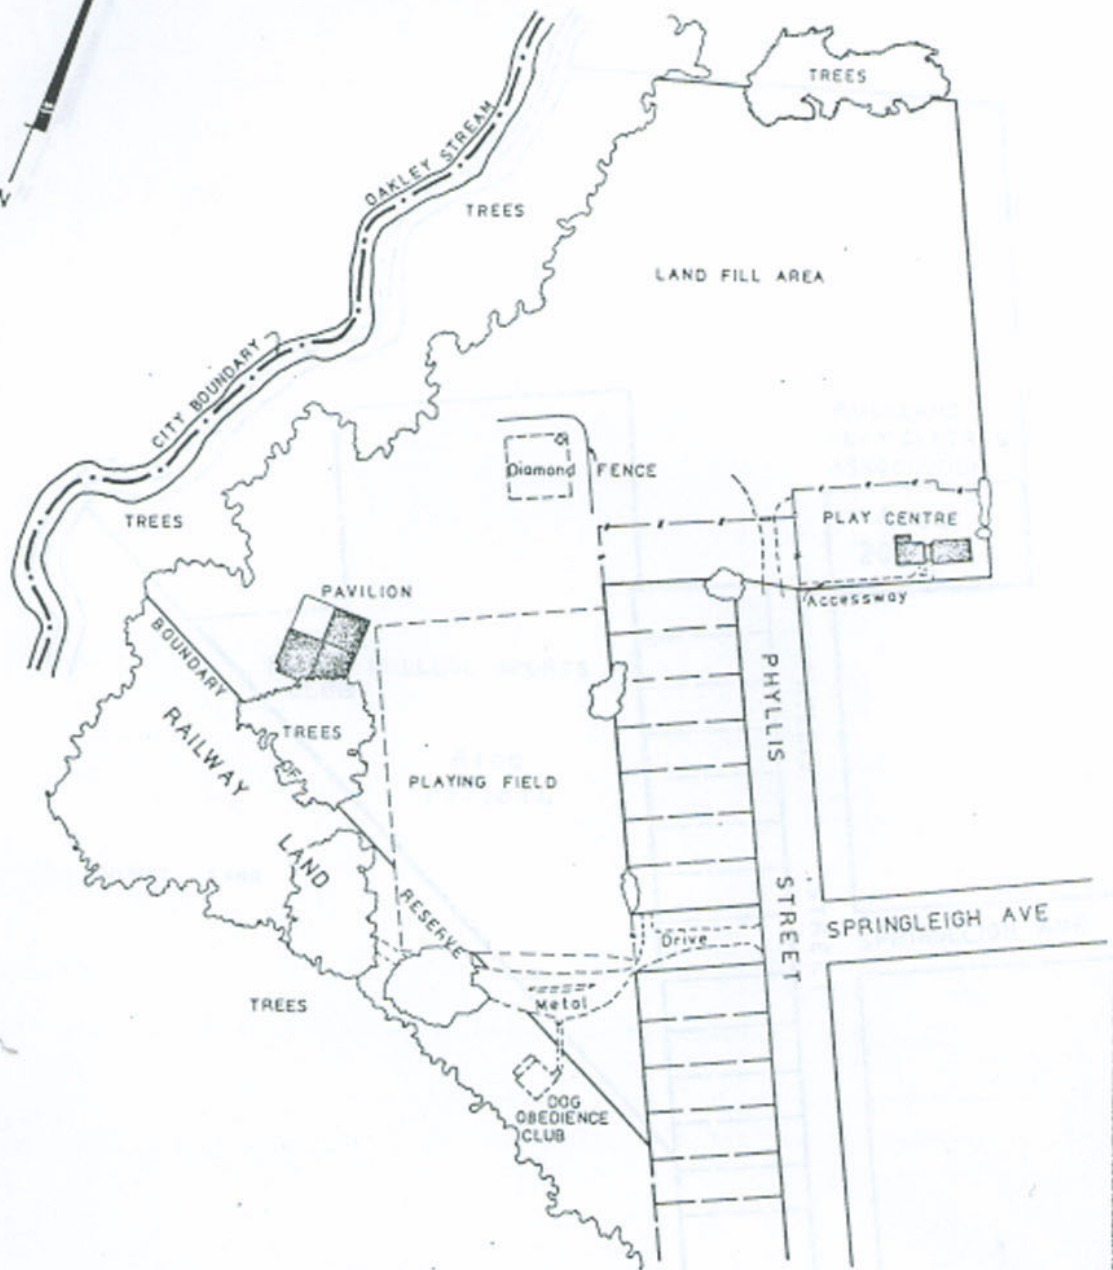 TREES
OAKLEY STREAM
TREES
LAND FILL AREA
CITY BOUNDARY
Diamond
FENCE
TREES
PLAY CENTRE
PAVILION
Accessway
BOUNDARY
PHYLLIS
STREET
RAILWAY
LAND
TREES
OF
PLAYING FIELD
RESERVE
SPRINGLEIGH AVE
Drive
TREES
Metal
DOG
OBEDIENCE
CLUB
N